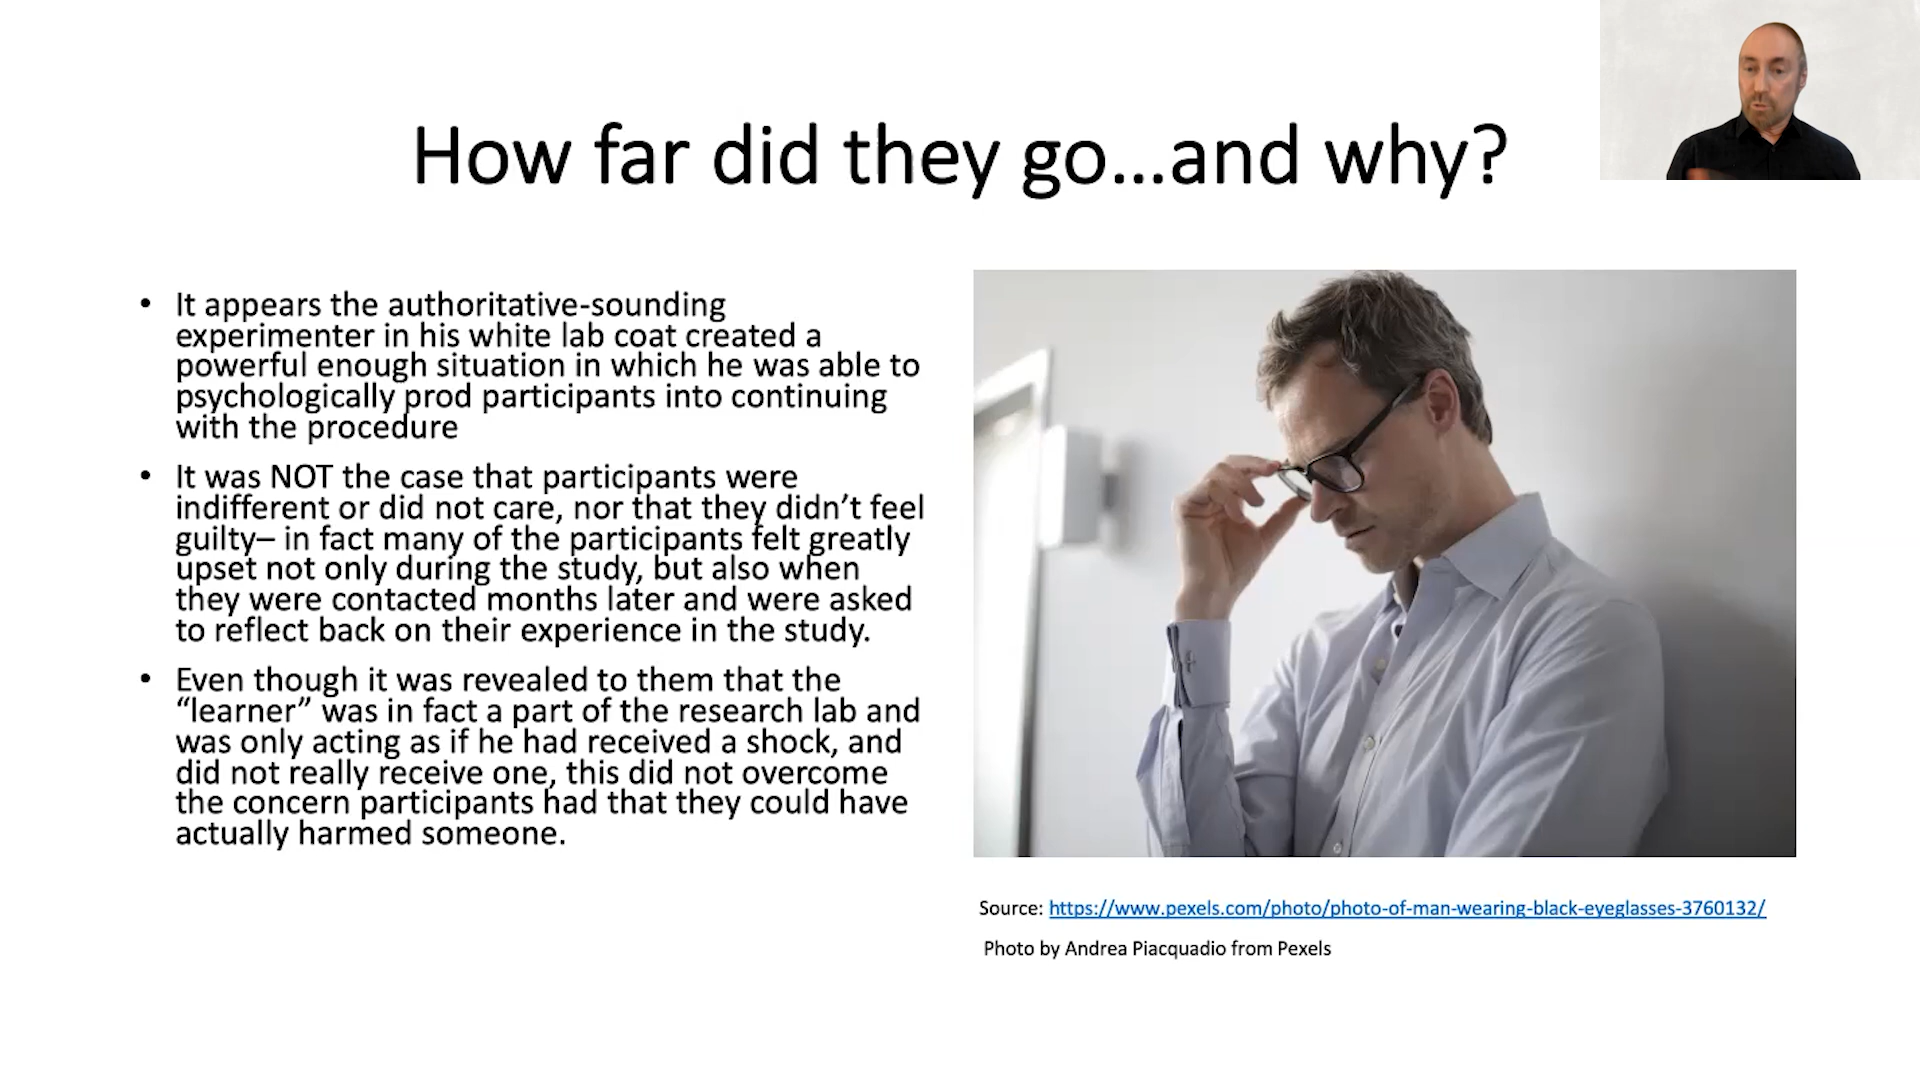 How far did they go...and why?
• It appears the authoritative-sounding
experimenter in his white lab coat created a
powerful enough situation in which he was able to
psychologically prod participants into continuing
with the procedure
• It was NOT the case that participants were
indifferent or did not care, nor that they didn’t feel
guilty– in fact many of the participants felt greatly
upset not only during the study, but also when
they were contacted months later and were asked
to reflect back on their experience in the study.
• Even though it was revealed to them that the
“learner” was in fact a part of the research lab and
was only acting as if he had received a shock, and
did not really receive one, this did not overcome
the concern participants had that they could have
actually harmed someone.
Source: https://www.pexels.com/photo/photo-of-man-wearing-black-eyeglasses-3760132/
Photo by Andrea Piacquadio from Pexels